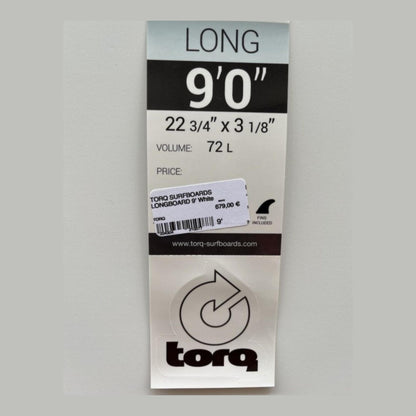 LONG
9'0"
22 3/4" x 3 1/8"
VOLUME: 72 L
PRICE:
TORQ SURFBOARDS
LONGBOARD 9' White
679,00 €
TORQ
9'
FINS
INCLUDED
www.torq-surfboards.com
torq